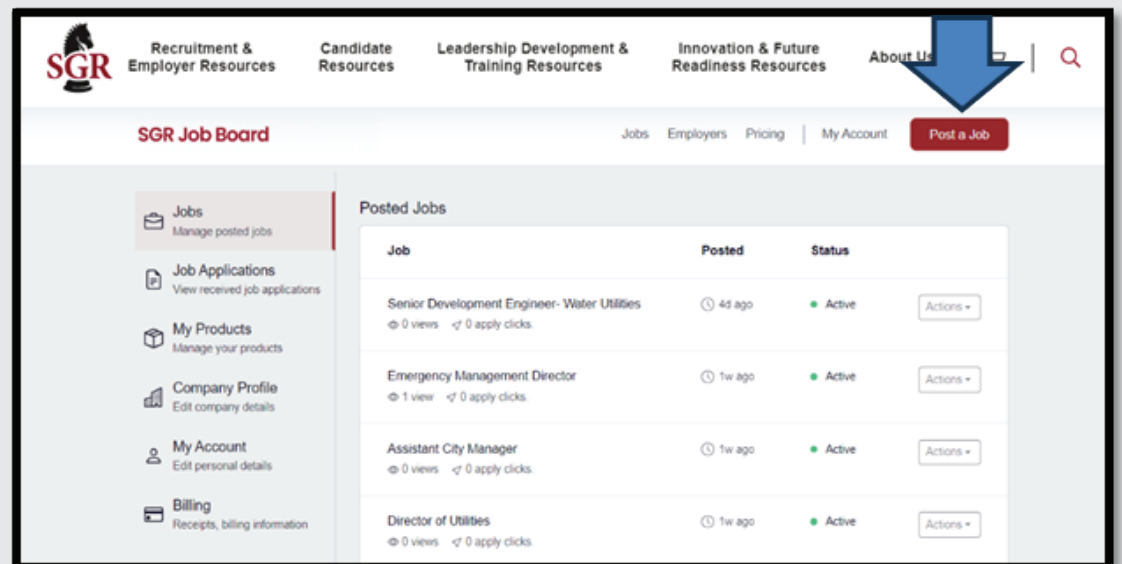 SGR
Recruitment &
Employer Resources
Candidate
Resources
Leadership Development &
Training Resources
Innovation & Future
Readiness Resources
About Us
SGR Job Board
Jobs Employers Pricing | My Account Post a Job
Jobs
Manage posted jobs
Job Applications
View received job applications
My Products
Manage your products
Company Profile
Edit company details
My Account
Edit personal details
Billing
Receipts, billing information
Posted Jobs
Job Posted Status
Senior Development Engineer- Water Utilities 4d ago Active Actions
0 views 0 apply clicks.
Emergency Management Director 1w ago Active Actions
1 view 0 apply clicks.
Assistant City Manager 1w ago Active Actions
0 views 0 apply clicks.
Director of Utilities 1w ago Active Actions
0 views 0 apply clicks.